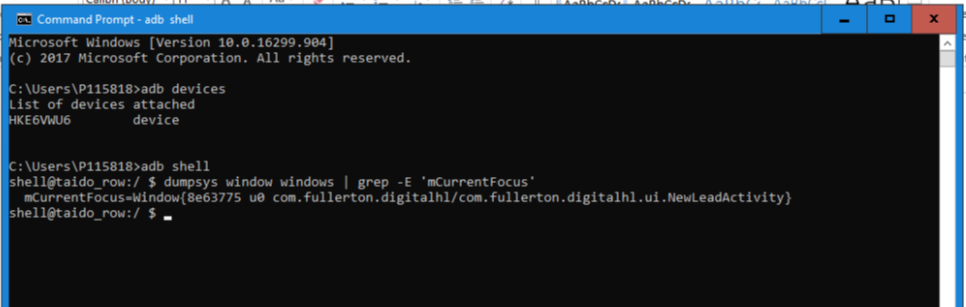 Command Prompt - adb shell
Microsoft Windows [Version 10.0.16299.904]
(c) 2017 Microsoft Corporation. All rights reserved.
C:\Users\P115818>adb devices
List of devices attached
HKE6VWU6 device
C:\Users\P115818>adb shell
shell@taido_row:/ $ dumpsys window windows | grep -E 'mCurrentFocus'
mCurrentFocus=Window{8e63775 u0 com.fullerton.digitalhl/com.fullerton.digitalhl.ui.NewLeadActivity}
shell@taido_row:/ $